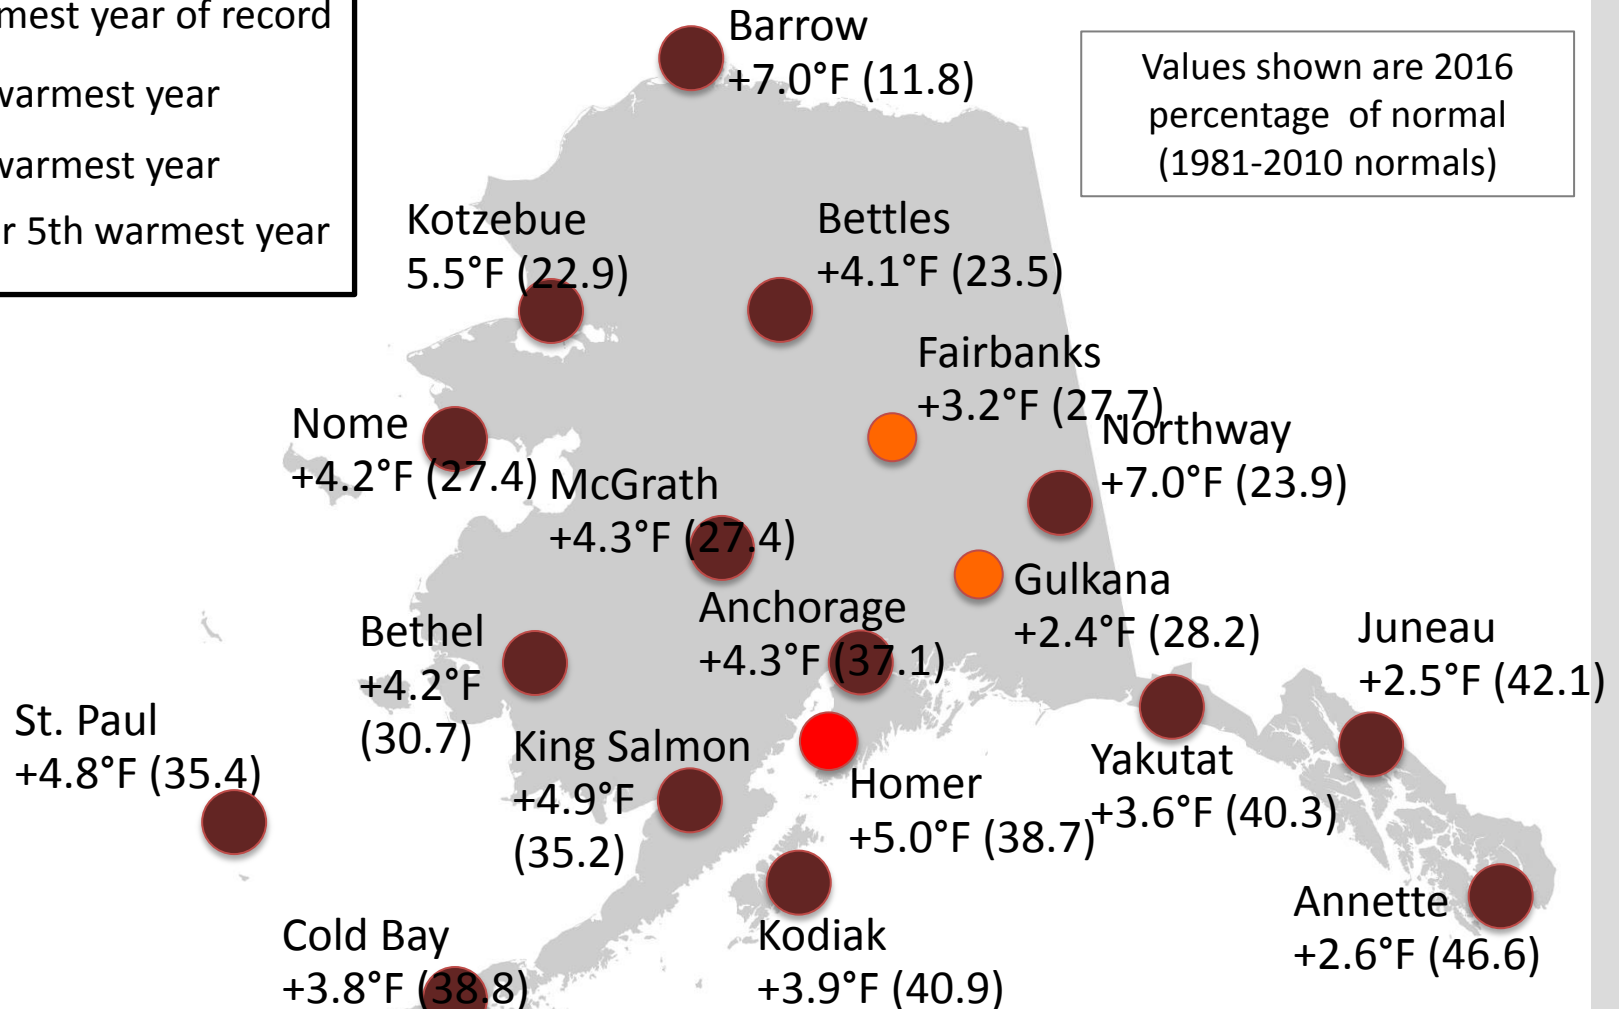 mest year of record
warmest year
warmest year
r 5th warmest year
Values shown are 2016
percentage of normal
(1981-2010 normals)
Barrow
+7.0°F (11.8)
Kotzebue
5.5°F (22.9)
Bettles
+4.1°F (23.5)
Fairbanks
+3.2°F (27.7)
Nome
+4.2°F (27.4)
Northway
+7.0°F (23.9)
McGrath
+4.3°F (27.4)
Gulkana
+2.4°F (28.2)
Anchorage
+4.3°F (37.1)
Bethel
+4.2°F
(30.7)
Juneau
+2.5°F (42.1)
St. Paul
+4.8°F (35.4)
King Salmon
+4.9°F
(35.2)
Homer
+5.0°F (38.7)
Yakutat
+3.6°F (40.3)
Annette
+2.6°F (46.6)
Cold Bay
+3.8°F (38.8)
Kodiak
+3.9°F (40.9)